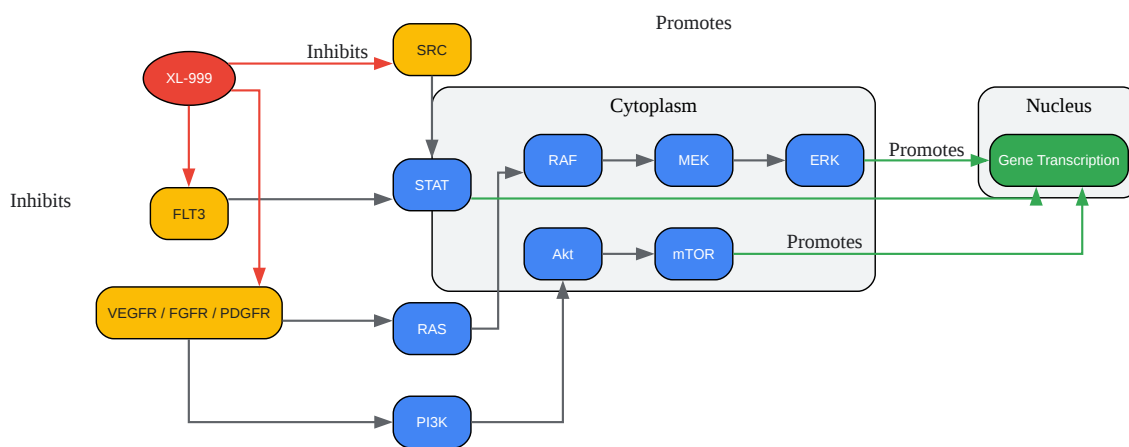 Promotes
Inhibits
SRC
XL-999
Cytoplasm
Nucleus
RAF
MEK
ERK
Promotes
Gene Transcription
STAT
Inhibits
FLT3
Akt
mTOR
Promotes
VEGFR / FGFR / PDGFR
RAS
PI3K